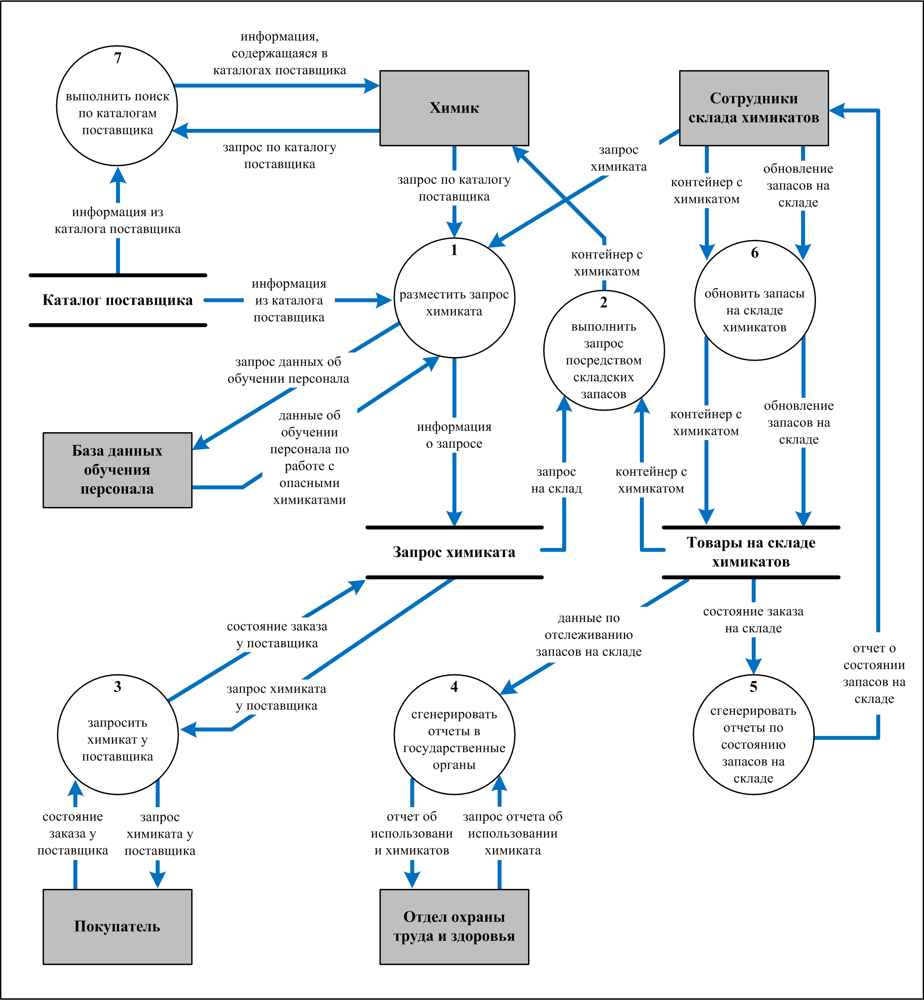 7
выполнить поиск
по каталогам
поставщика
информация,
содержащаяся в
каталогах поставщика
Химик
Сотрудники
склада химикатов
запрос по каталогу
поставщика
запрос
химиката
запрос по каталогу
поставщика
контейнер с
химикатом
обновление
запасов на
складе
информация из
каталога поставщика
1
разместить запрос
химиката
контейнер с
химикатом
6
обновить запасы
на складе
химикатов
Каталог поставщика
информация
из каталога
поставщика
2
выполнить
запрос
посредством
складских
запасов
запрос данных об
обучении персонала
данные об
обучении
персонала по
работе с
опасными
химикатами
информация
о запросе
контейнер с
химикатом
обновление
запасов на
складе
База данных
обучения
персонала
запрос
на склад
контейнер с
химикатом
Запрос химиката
Товары на складе
химикатов
состояние заказа
у поставщика
данные по
отслеживанию
запасов на складе
состояние заказа
на складе
отчет о
состоянии
запасов на
складе
запрос химиката
у поставщика
3
запросить
химикат у
поставщика
4
сгенерировать
отчеты в
государственные
органы
5
сгенерировать
отчеты по
состоянию
запасов на
складе
состояние
заказа у
поставщика
запрос
химиката у
поставщика
отчет об
использовани
и химикатов
запрос отчета об
использовании
химиката
Покупатель
Отдел охраны
труда и здоровья